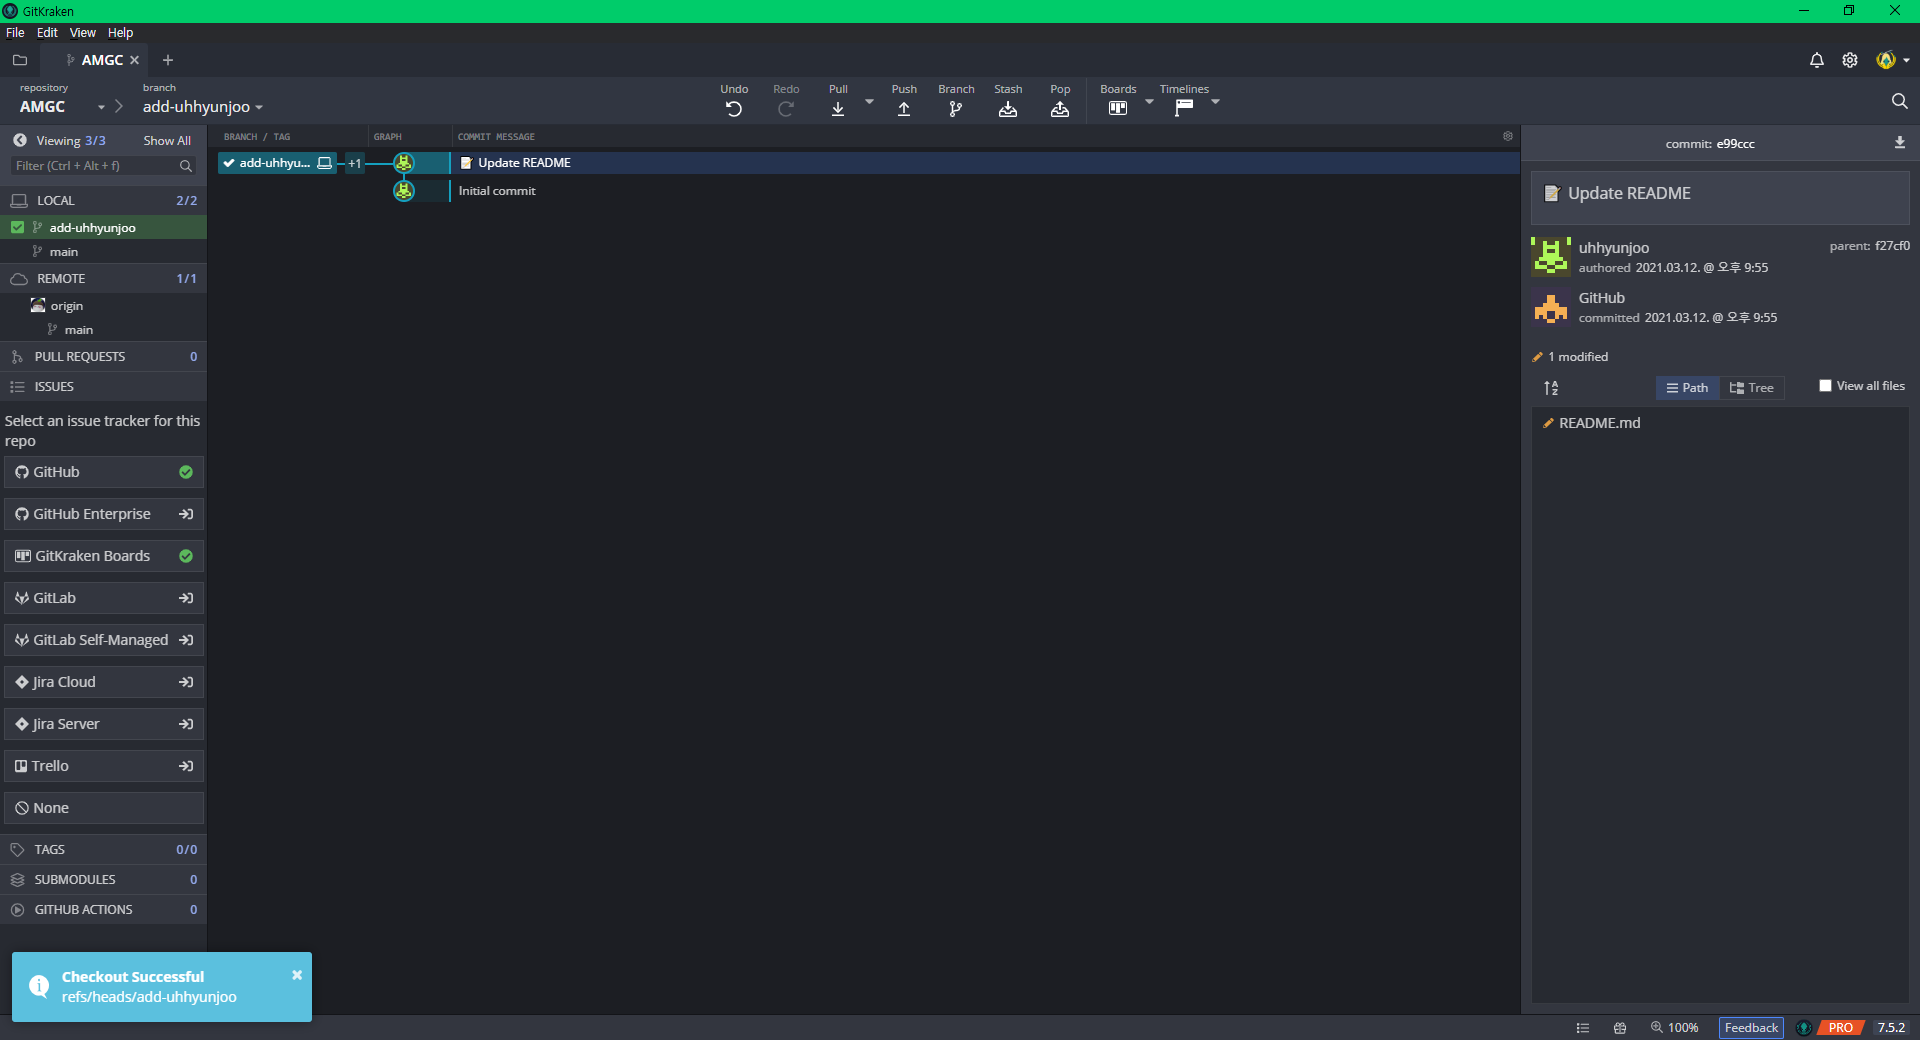 GitKraken
File Edit View Help
AMGC
repository
AMGC
branch
add-uhhyunjoo
Undo
Redo
Pull
Push
Branch
Stash
Pop
Boards
Timelines
Viewing 3/3 Show All
Filter (Ctrl + Alt + f)
LOCAL 2/2
add-uhhyunjoo
main
REMOTE 1/1
origin
main
PULL REQUESTS 0
ISSUES
Select an issue tracker for this
repo
GitHub
GitHub Enterprise
GitKraken Boards
GitLab
GitLab Self-Managed
Jira Cloud
Jira Server
Trello
None
TAGS 0/0
SUBMODULES 0
GITHUB ACTIONS 0
Checkout Successful
refs/heads/add-uhhyunjoo
BRANCH / TAG GRAPH COMMIT MESSAGE
add-uhhyu... +1 Update README
Initial commit
commit: e99ccc
Update README
uhhyunjoo parent: f27cf0
authored 2021.03.12. @ 오후 9:55
GitHub
committed 2021.03.12. @ 오후 9:55
1 modified
Path Tree View all files
README.md
100% Feedback PRO 7.5.2